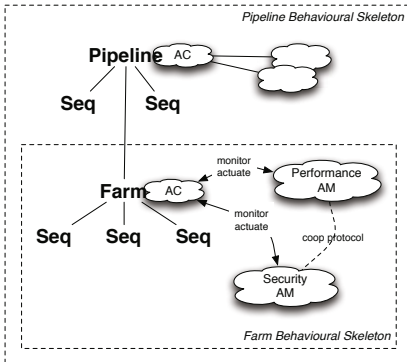 Pipeline Behavioural Skeleton
Pipeline
AC
Seq
Seq
monitor
actuate
Performance
AM
Farm
AC
monitor
actuate
Seq
Seq
Seq
coop protocol
Security
AM
Farm Behavioural Skeleton